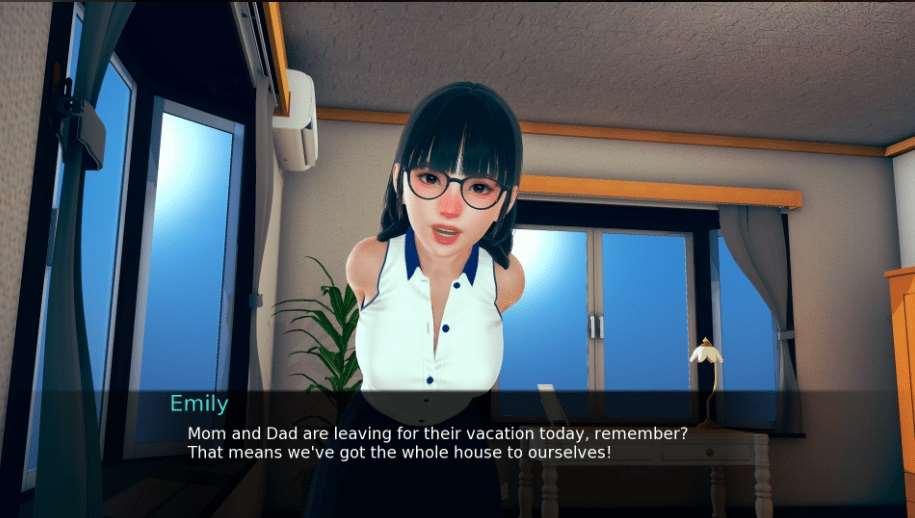 Emily
Mom and Dad are leaving for their vacation today, remember?
That means we've got the whole house to ourselves!